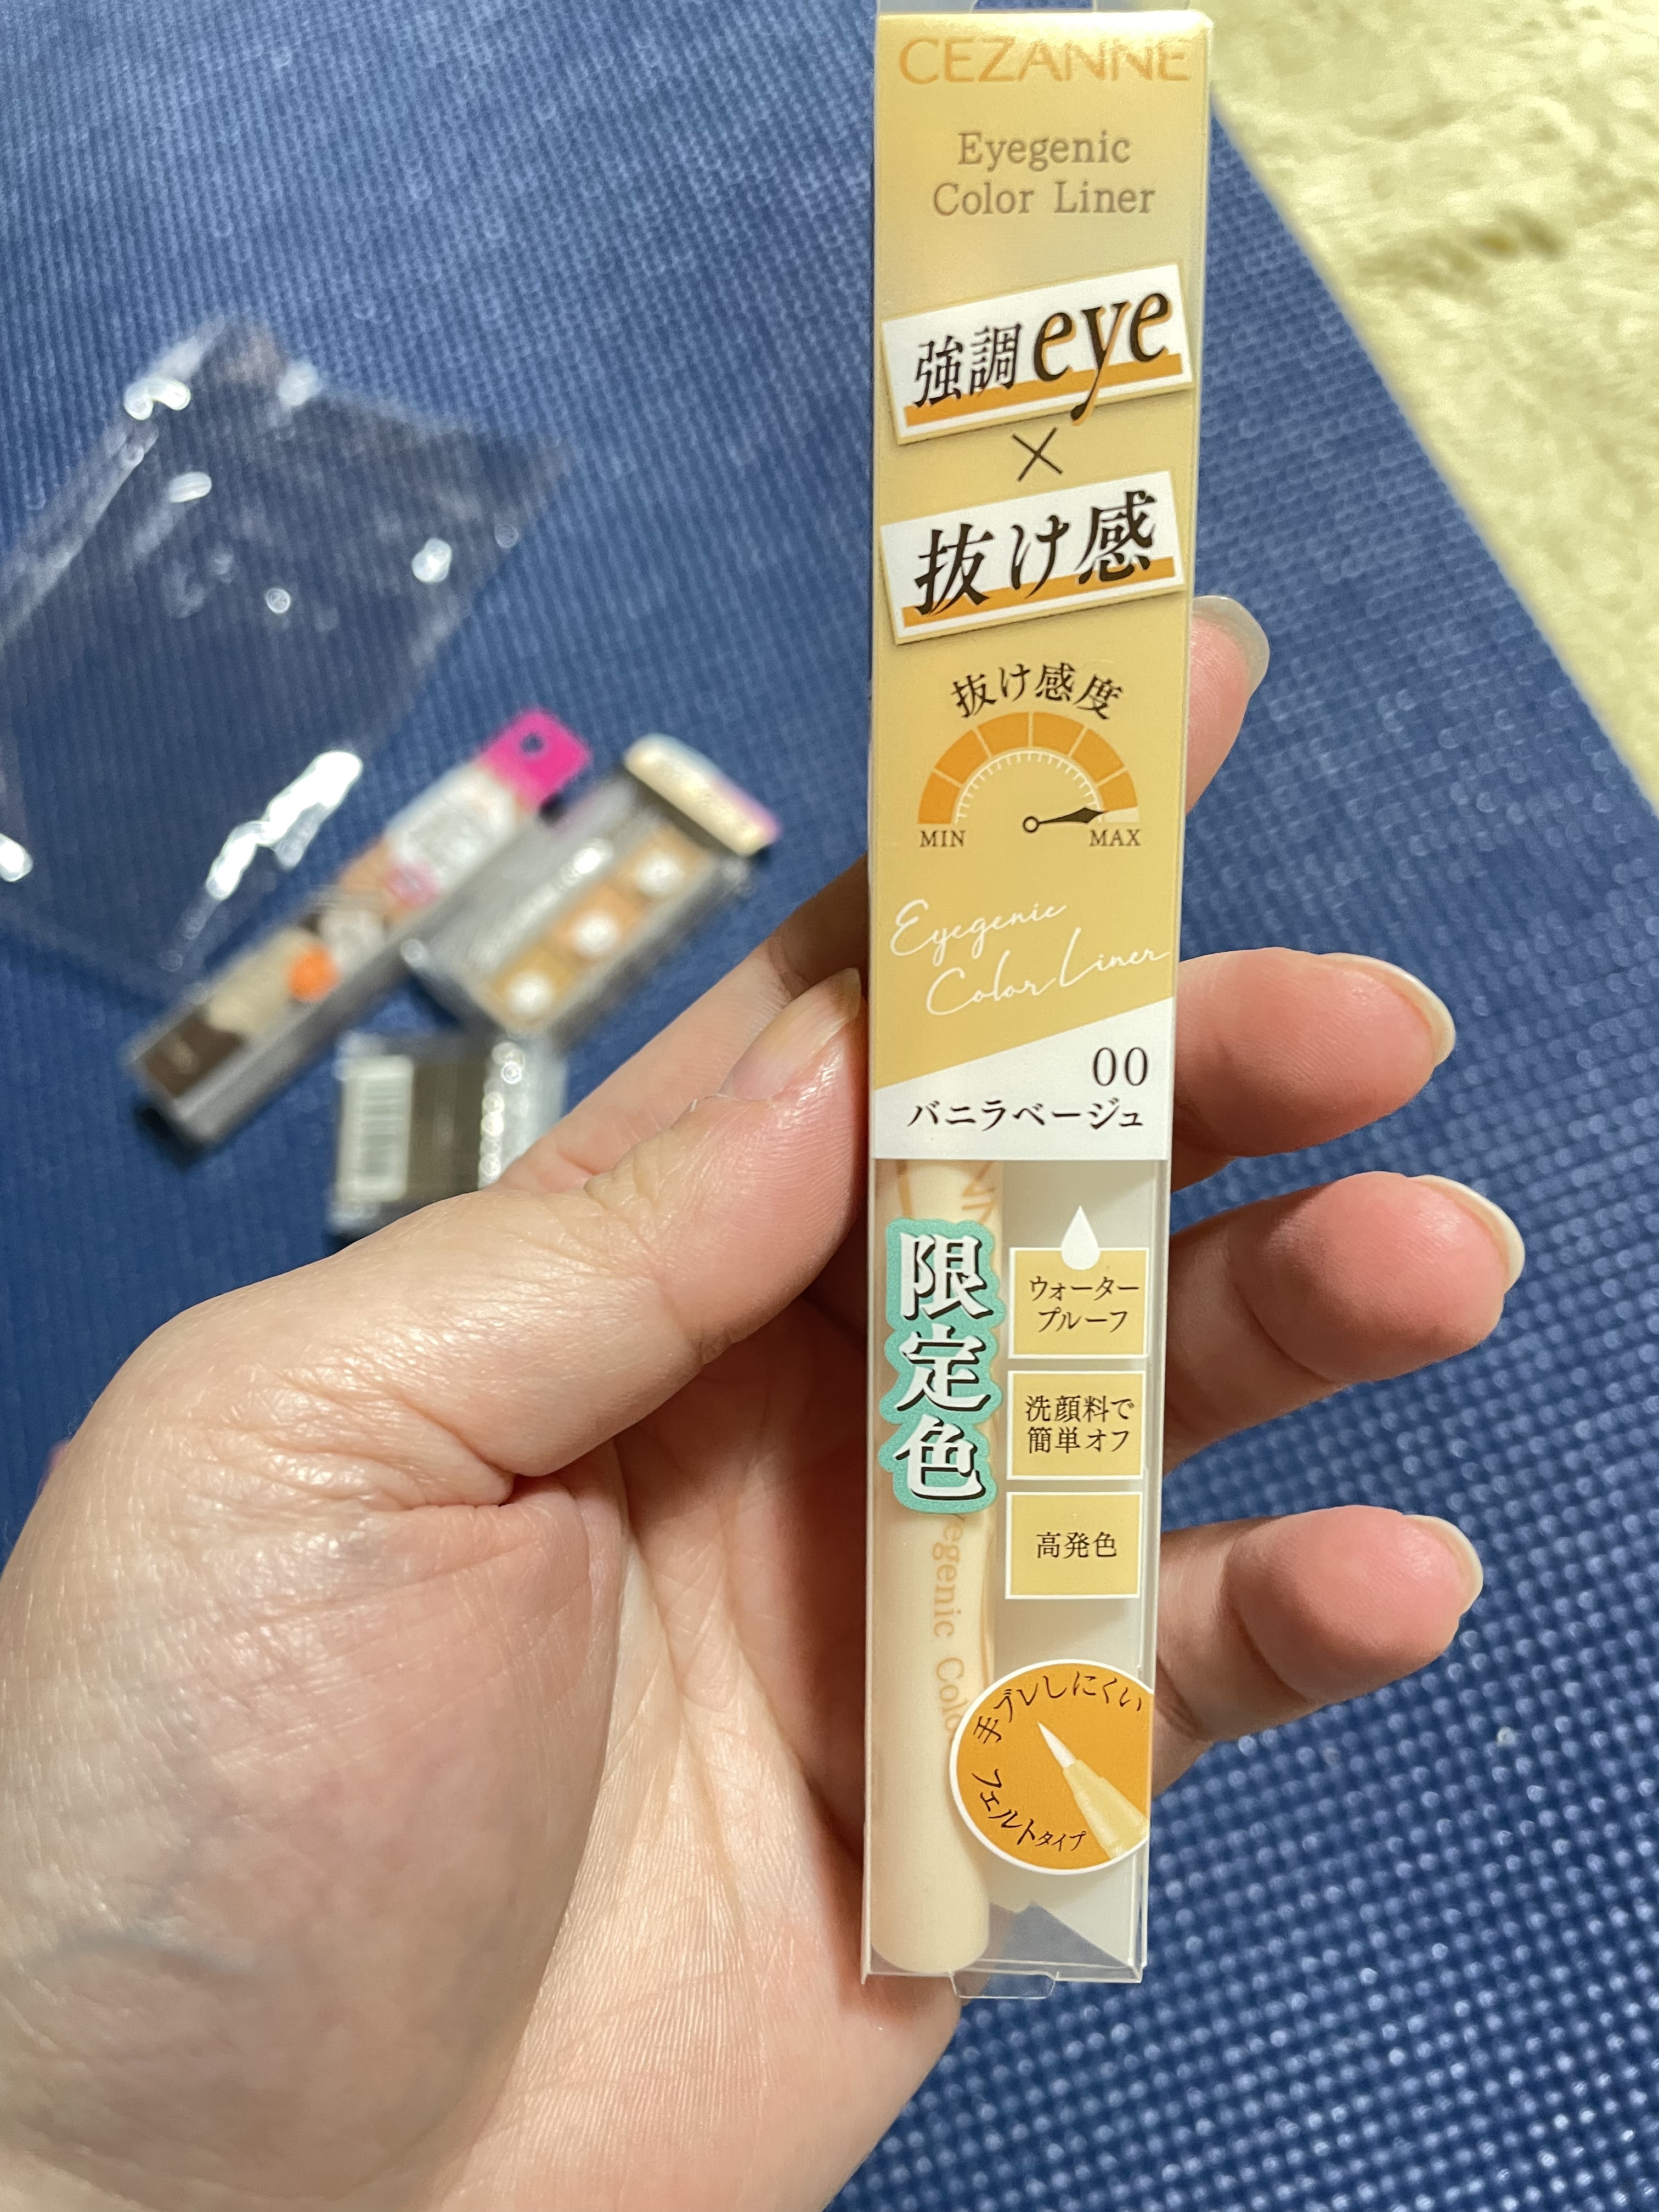 CEZANNE
Eyegenic
Color Liner
強調eye
×
抜け感
抜け感度
MIN MAX
Eyegenic
Color Liner
00
バニラベージュ
限定色
ウォーター
プルーフ
洗顔料で
簡単オフ
高発色
egenic Colo
手ブレしにくい
フェルトタイプ